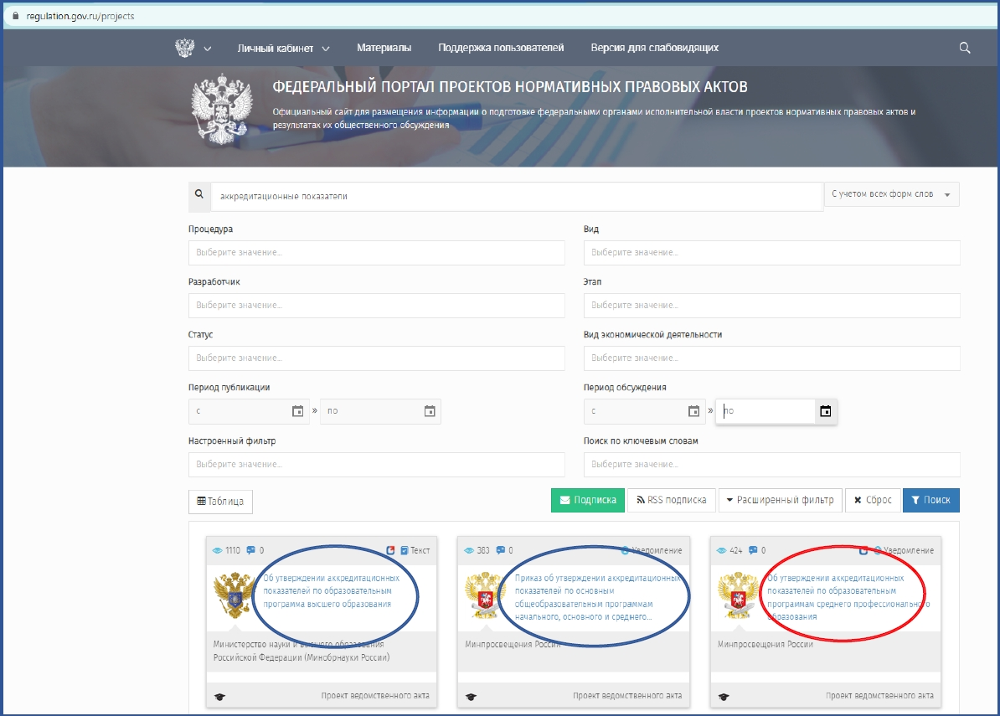 regulation.gov.ru/projects
Личный кабинет
Материалы
Поддержка пользователей
Версия для слабовидящих
ФЕДЕРАЛЬНЫЙ ПОРТАЛ ПРОЕКТОВ НОРМАТИВНЫХ ПРАВОВЫХ АКТОВ
Официальный сайт для размещения информации о подготовке федеральными органами исполнительной власти проектов нормативных правовых актов и
результатах их общественного обсуждения
аккредитационные показатели
С учетом всех форм слов
Процедура
Вид
Выберите значение...
Выберите значение...
Разработчик
Этап
Выберите значение...
Выберите значение...
Статус
Вид экономической деятельности
Выберите значение...
Выберите значение...
Период публикации
Период обсуждения
с » по
с » по
Настроенный фильтр
Поиск по ключевым словам
Выберите значение...
Выберите значение...
Таблица
Подписка
RSS подписка
Расширенный фильтр
Сброс
Поиск
1110 0 Текст
Об утверждении аккредитационных
показателей по образовательным
программа высшего образования
Министерство науки и высшего образования
Российской Федерации (Минобрнауки России)
Проект ведомственного акта
383 0 Уведомление
Приказ об утверждении аккредитационных
показателей по основным
общеобразовательным программам
начального, основного и среднего...
Минпросвещения России
Проект ведомственного акта
424 0 Уведомление
Об утверждении аккредитационных
показателей по образовательным
программам среднего профессионального
образования
Минпросвещения России
Проект ведомственного акта